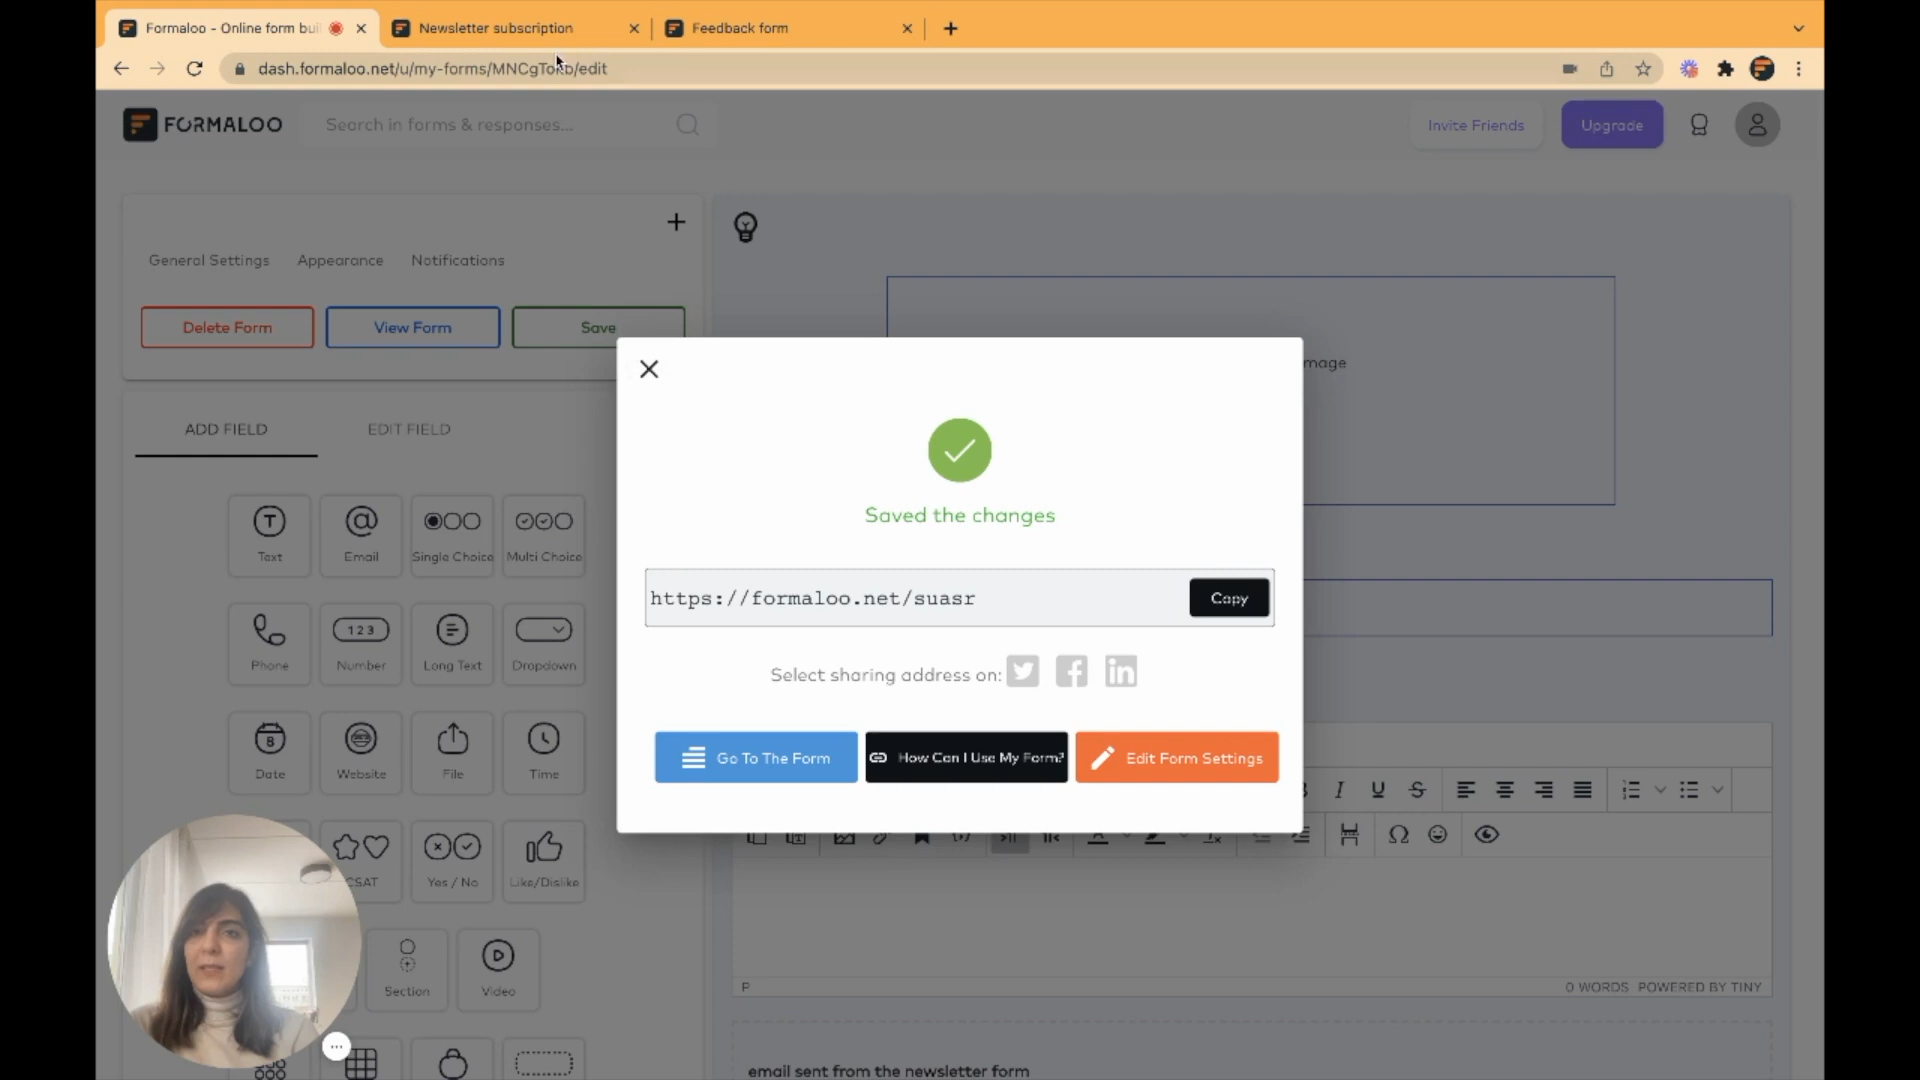 Formaloo - Online form bui
Newsletter subscription
Feedback form
dash.formaloo.net/u/my-forms/MNCgTokb/edit
FORMALOO
Search in forms & responses...
Invite Friends
Upgrade
General Settings
Appearance
Notifications
Delete Form
View Form
Save
mage
Saved the changes
ADD FIELD
EDIT FIELD
Text
Email
Single Choice
Multi Choice
https://formaloo.net/suasr
Copy
Phone
Number
Long Text
Dropdown
Select sharing address on:
Go To The Form
How Can I Use My Form?
Edit Form Settings
Date
Website
File
Time
CSAT
Yes / No
Like/Dislike
Section
Video
P
0 WORDS POWERED BY TINY
email sent from the newsletter form